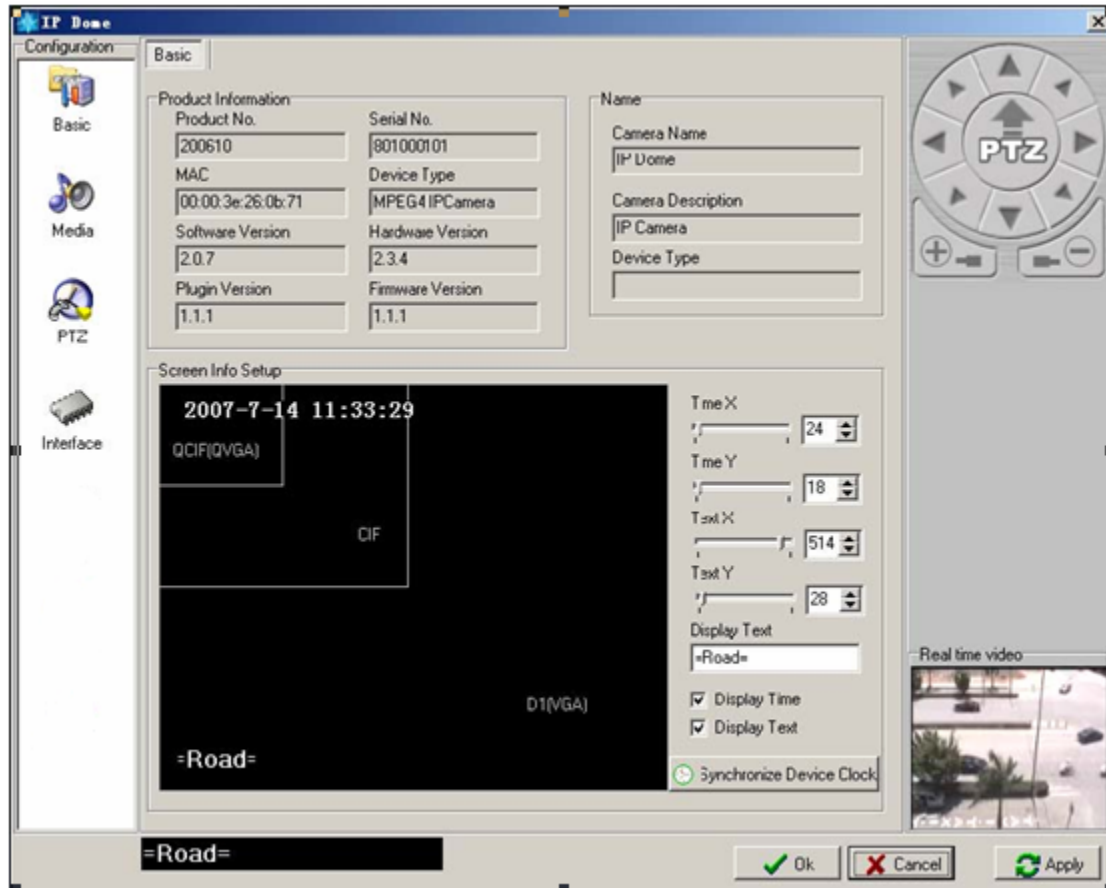 IP Dome
Configuration
Basic
Media
PTZ
Interface
Basic
Product Information
Product No.
200610
Serial No.
801000101
MAC
00:00:3e:26:0b:71
Device Type
MPEG4 IPCamera
Software Version
2.0.7
Hardware Version
2.3.4
Plugin Version
1.1.1
Firmware Version
1.1.1
Name
Camera Name
IP Dome
Camera Description
IP Camera
Device Type
Screen Info Setup
2007-7-14 11:33:29
QCIF(QVGA)
CIF
D1(VGA)
=Road=
Time X
24
Time Y
18
Text X
514
Text Y
28
Display Text
=Road=
Display Time
Display Text
Synchronize Device Clock
PTZ
Real time video
=Road=
Ok
Cancel
Apply